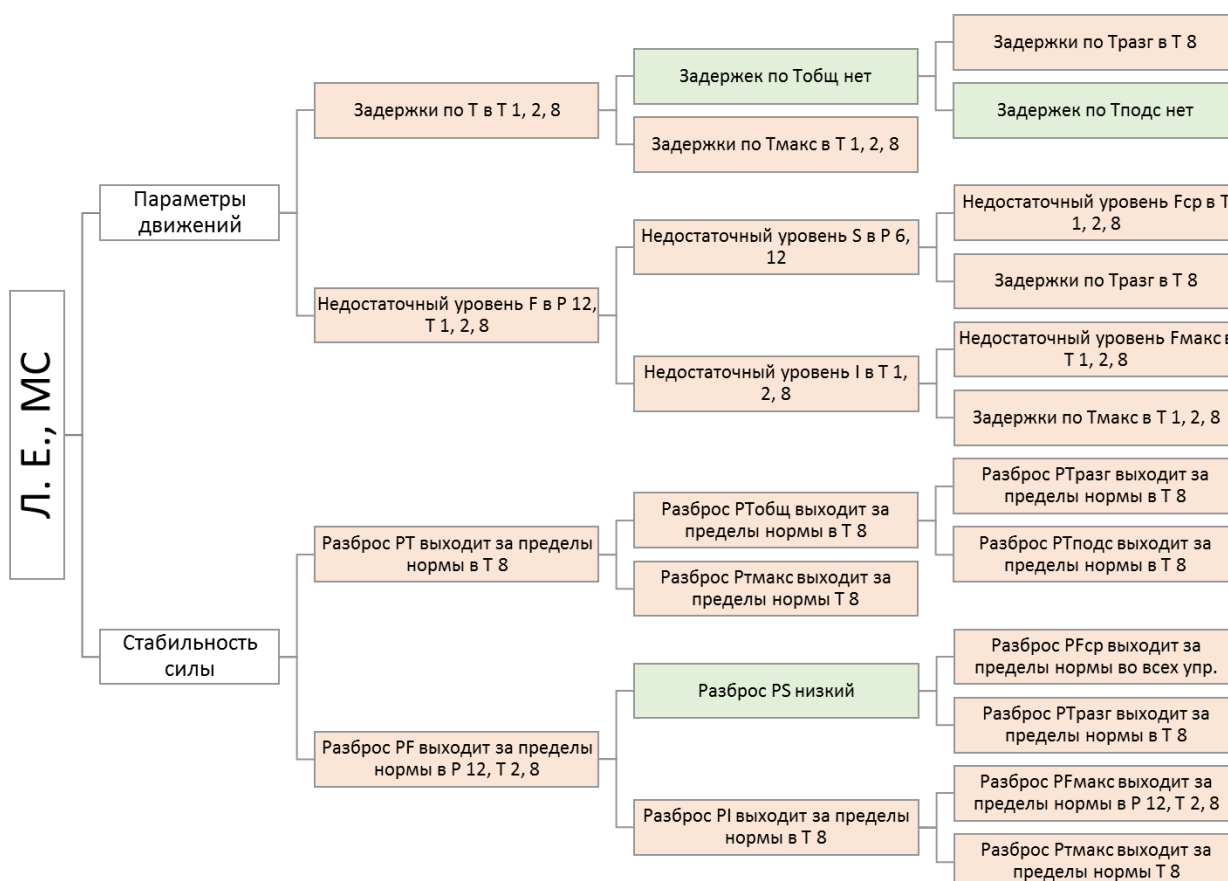 Л. Е., МС
Параметры
движений
Задержки по Т в Т 1, 2, 8
Задержек по Тобщ нет
Задержки по Тразг в Т 8
Задержек по Тподс нет
Задержки по Тмакс в Т 1, 2, 8
Недостаточный уровень F в Р 12,
Т 1, 2, 8
Недостаточный уровень S в Р 6,
12
Недостаточный уровень Fср в Т
1, 2, 8
Задержки по Тразг в Т 8
Недостаточный уровень I в Т 1,
2, 8
Недостаточный уровень Fмакс в
Т 1, 2, 8
Задержки по Тмакс в Т 1, 2, 8
Стабильность
силы
Разброс РТ выходит за пределы
нормы в Т 8
Разброс РТобщ выходит за
пределы нормы в Т 8
Разброс РТразг выходит за
пределы нормы в Т 8
Разброс РТподс выходит за
пределы нормы в Т 8
Разброс Ртмакс выходит за
пределы нормы Т 8
Разброс PF выходит за пределы
нормы в Р 12, Т 2, 8
Разброс PS низкий
Разброс PFср выходит за
пределы нормы во всех упр.
Разброс РТразг выходит за
пределы нормы в Т 8
Разброс PI выходит за пределы
нормы в Т 8
Разброс PFмакс выходит за
пределы нормы в Р 12, Т 2, 8
Разброс Ртмакс выходит за
пределы нормы Т 8